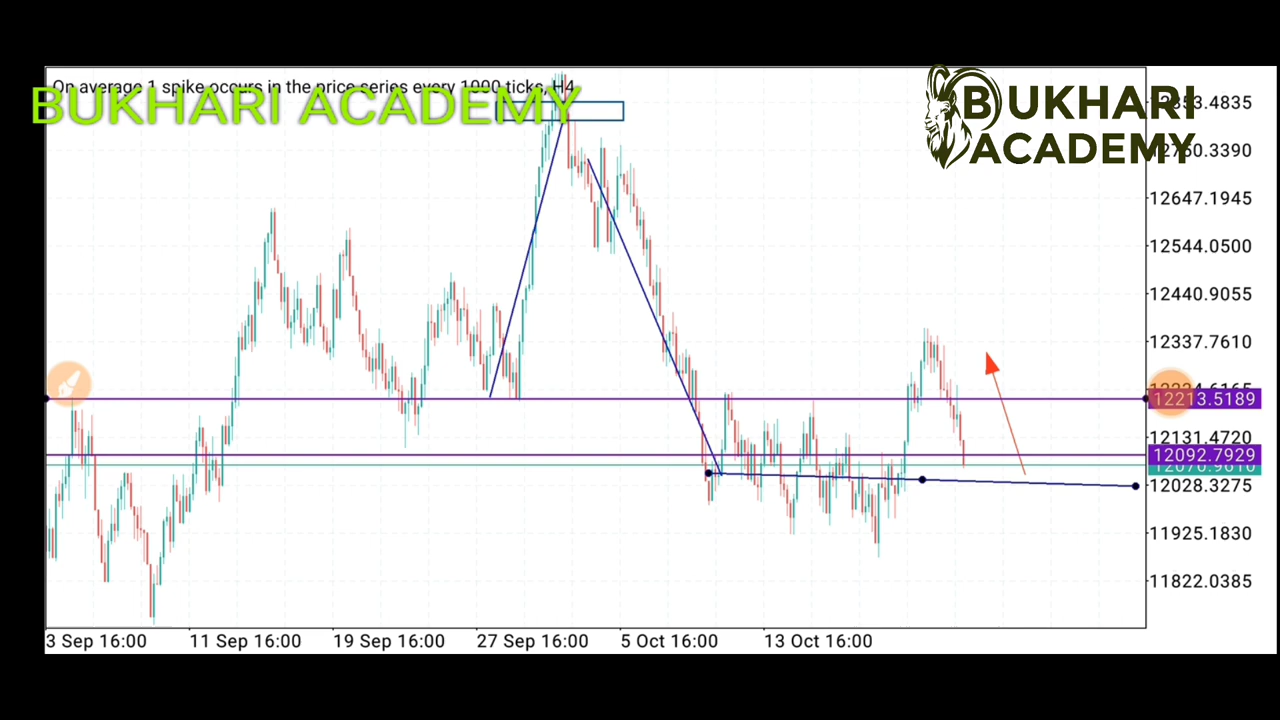 On average 1 spike occurs in the price series every 1000 ticks, H4
BUKHARI ACADEMY
BUKHARI
ACADEMY
12647.1945
12544.0500
12440.9055
12337.7610
12213.5189
12131.4720
12092.7929
12028.3275
11925.1830
11822.0385
3 Sep 16:00
11 Sep 16:00
19 Sep 16:00
27 Sep 16:00
5 Oct 16:00
13 Oct 16:00